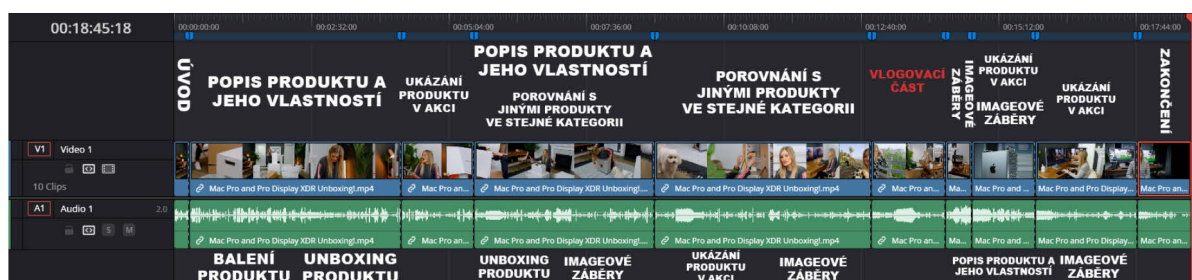 00:18:45:18
00:00:00:00 00:02:32:00 00:05:04:00 00:07:36:00 00:10:08:00 00:12:40:00 00:15:12:00 00:17:44:00
ÚVOD
POPIS PRODUKTU A
JEHO VLASTNOSTÍ
UKÁZÁNÍ
PRODUKTU
V AKCI
POPIS PRODUKTU A
JEHO VLASTNOSTÍ
POROVNÁNÍ S
JINÝMI PRODUKTY
VE STEJNÉ KATEGORII
POROVNÁNÍ S
JINÝMI PRODUKTY
VE STEJNÉ KATEGORII
VLOGOVACÍ
ČÁST
IMAGEOVÉ
ZÁBĚRY
UKÁZÁNÍ
PRODUKTU
V AKCI
IMAGEOVÉ
ZÁBĚRY
UKÁZÁNÍ
PRODUKTU
V AKCI
ZAKONČENÍ
V1 Video 1
10 Clips
Mac Pro and Pro Display XDR Unboxing!.mp4
Mac Pro an...
Mac Pro and Pro Display XDR Unboxing!....
Mac Pro and Pro Display XDR Unboxing!.mp4
Mac Pro an...
Ma...
Mac Pro and ...
Mac Pro and Pro Display...
Mac Pro an...
A1 Audio 1 2.0
S M
Mac Pro and Pro Display XDR Unboxing!.mp4
Mac Pro an...
Mac Pro and Pro Display XDR Unboxing!....
Mac Pro and Pro Display XDR Unboxing!.mp4
Mac Pro an...
Ma...
Mac Pro and ...
Mac Pro and Pro Display...
Mac Pro an...
BALENÍ
PRODUKTU
UNBOXING
PRODUKTU
UNBOXING
PRODUKTU
IMAGEOVÉ
ZÁBĚRY
UKÁZÁNÍ
PRODUKTU
V AKCI
IMAGEOVÉ
ZÁBĚRY
POPIS PRODUKTU A
JEHO VLASTNOSTÍ
IMAGEOVÉ
ZÁBĚRY